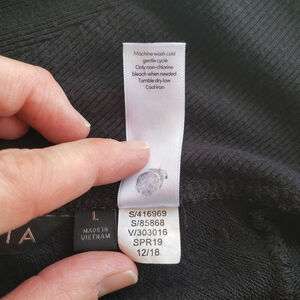 Machine wash cold
gentle cycle
Only non-chlorine
bleach when needed
Tumble dry low
Cool iron
L
MADE IN
VIETNAM
S/416969
S/85868
V/303016
SPR19
12/18